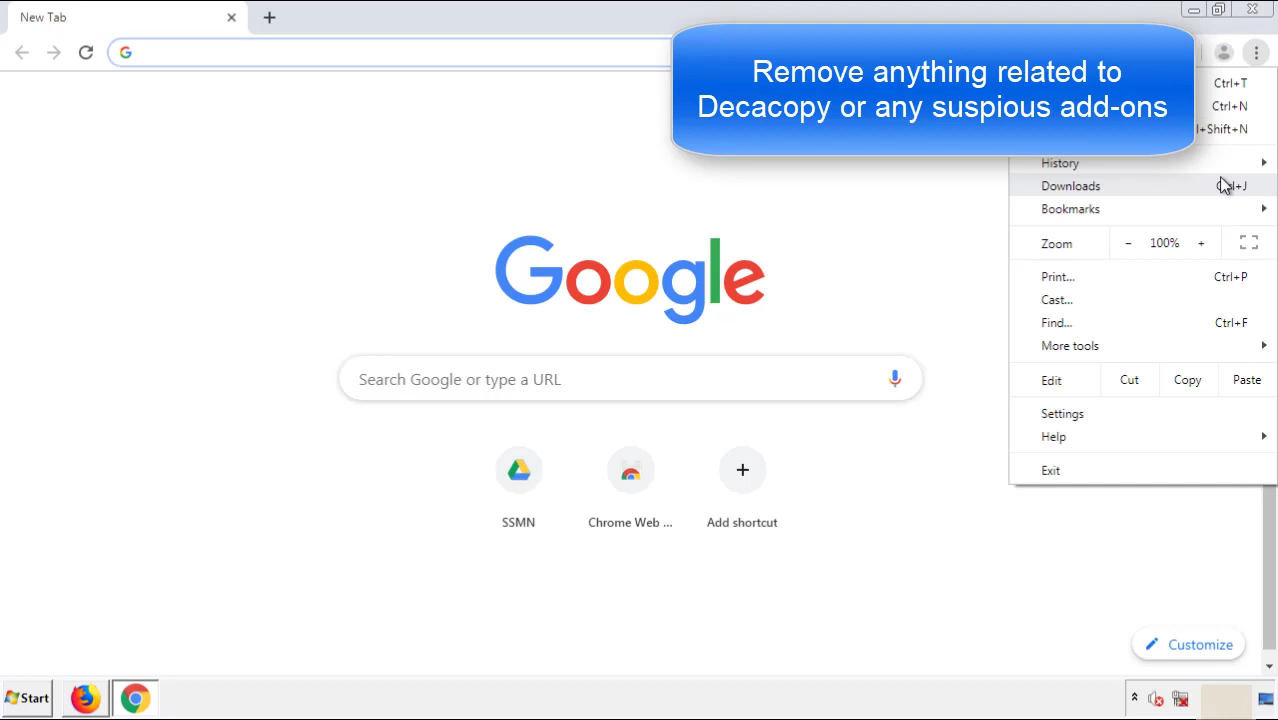 New Tab
Remove anything related to
Decacopy or any suspious add-ons
Ctrl+T
Ctrl+N
+Shift+N
History
Downloads +J
Bookmarks
Zoom - 100% +
Google
Print... Ctrl+P
Cast...
Find... Ctrl+F
More tools
Search Google or type a URL
Edit Cut Copy Paste
Settings
Help
Exit
SSMN Chrome Web ... Add shortcut
Customize
Start